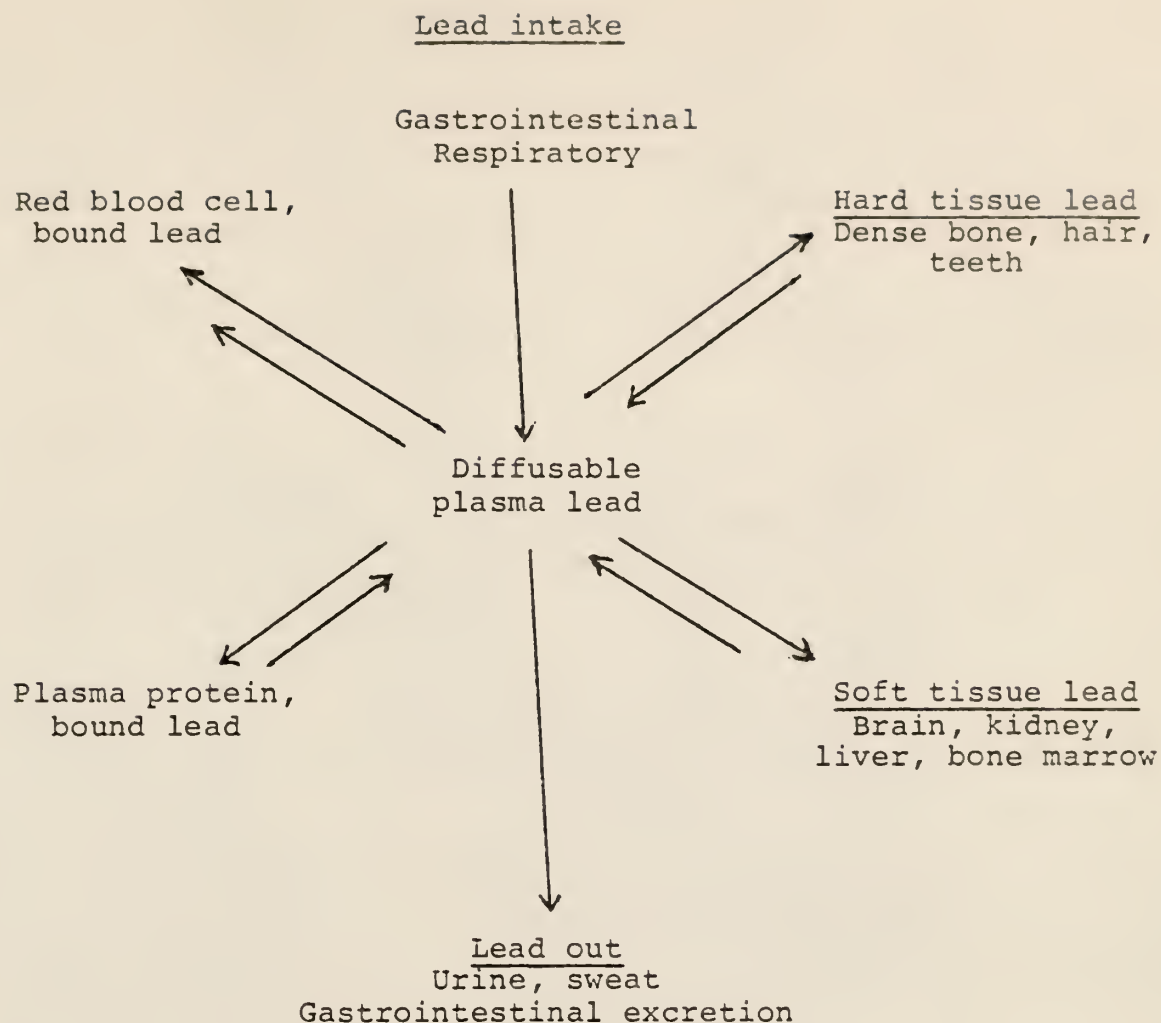 Lead intake
Gastrointestinal
Respiratory
Red blood cell,
bound lead
Hard tissue lead
Dense bone, hair,
teeth
Diffusable
plasma lead
Plasma protein,
bound lead
Soft tissue lead
Brain, kidney,
liver, bone marrow
Lead out
Urine, sweat
Gastrointestinal excretion